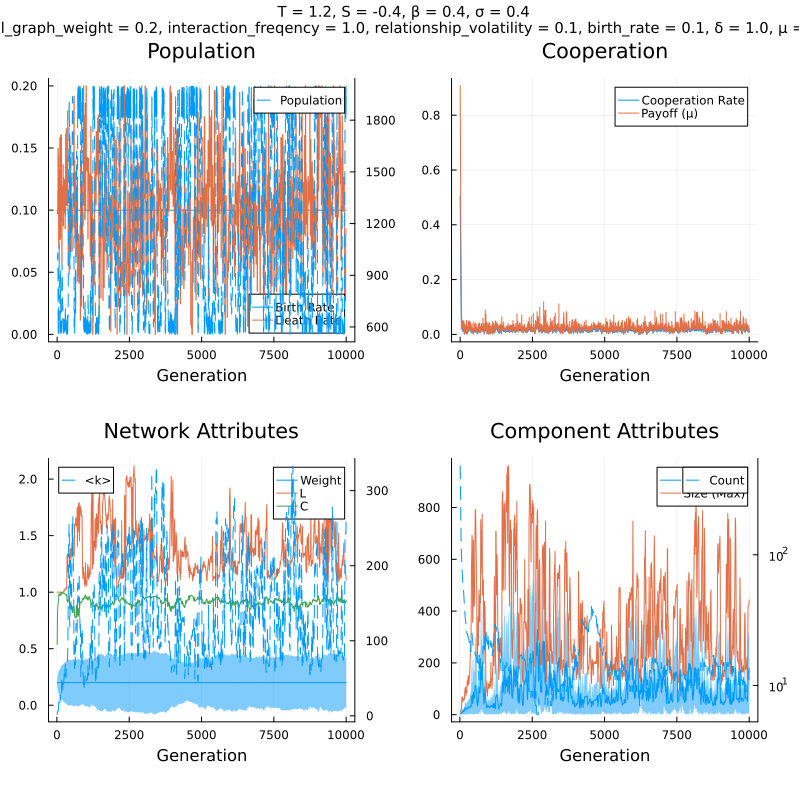 T = 1.2, S = -0.4, β = 0.4, σ = 0.4
l_graph_weight = 0.2, interaction_freqency = 1.0, relationship_volatility = 0.1, birth_rate = 0.1, δ = 1.0, μ =
Population
Cooperation
0.20
0.15
0.10
0.05
0.00
1800
1500
1200
900
600
Population
Birth Rate
Death Rate
0 2500 5000 7500 10000
Generation
0.8
0.6
0.4
0.2
0.0
Cooperation Rate
Payoff (μ)
0 2500 5000 7500 10000
Generation
Network Attributes
Component Attributes
2.0
1.5
1.0
0.5
0.0
300
200
100
0
<k>
Weight
L
C
0 2500 5000 7500 10000
Generation
800
600
400
200
0
10²
10¹
Count
Size (Max)
0 2500 5000 7500 10000
Generation